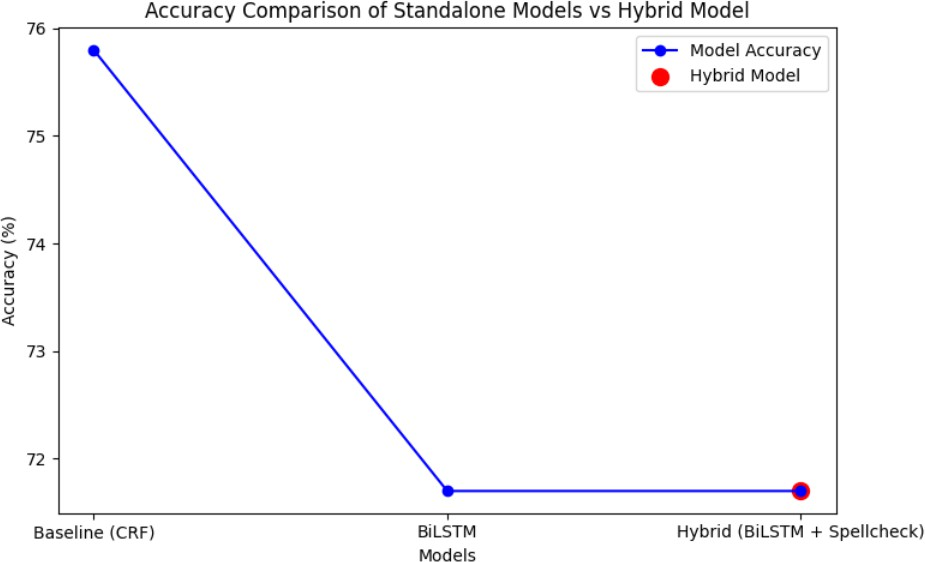 Accuracy Comparison of Standalone Models vs Hybrid Model
Model Accuracy
Hybrid Model
Accuracy (%)
76
75
74
73
72
Baseline (CRF)
BiLSTM
Hybrid (BiLSTM + Spellcheck)
Models